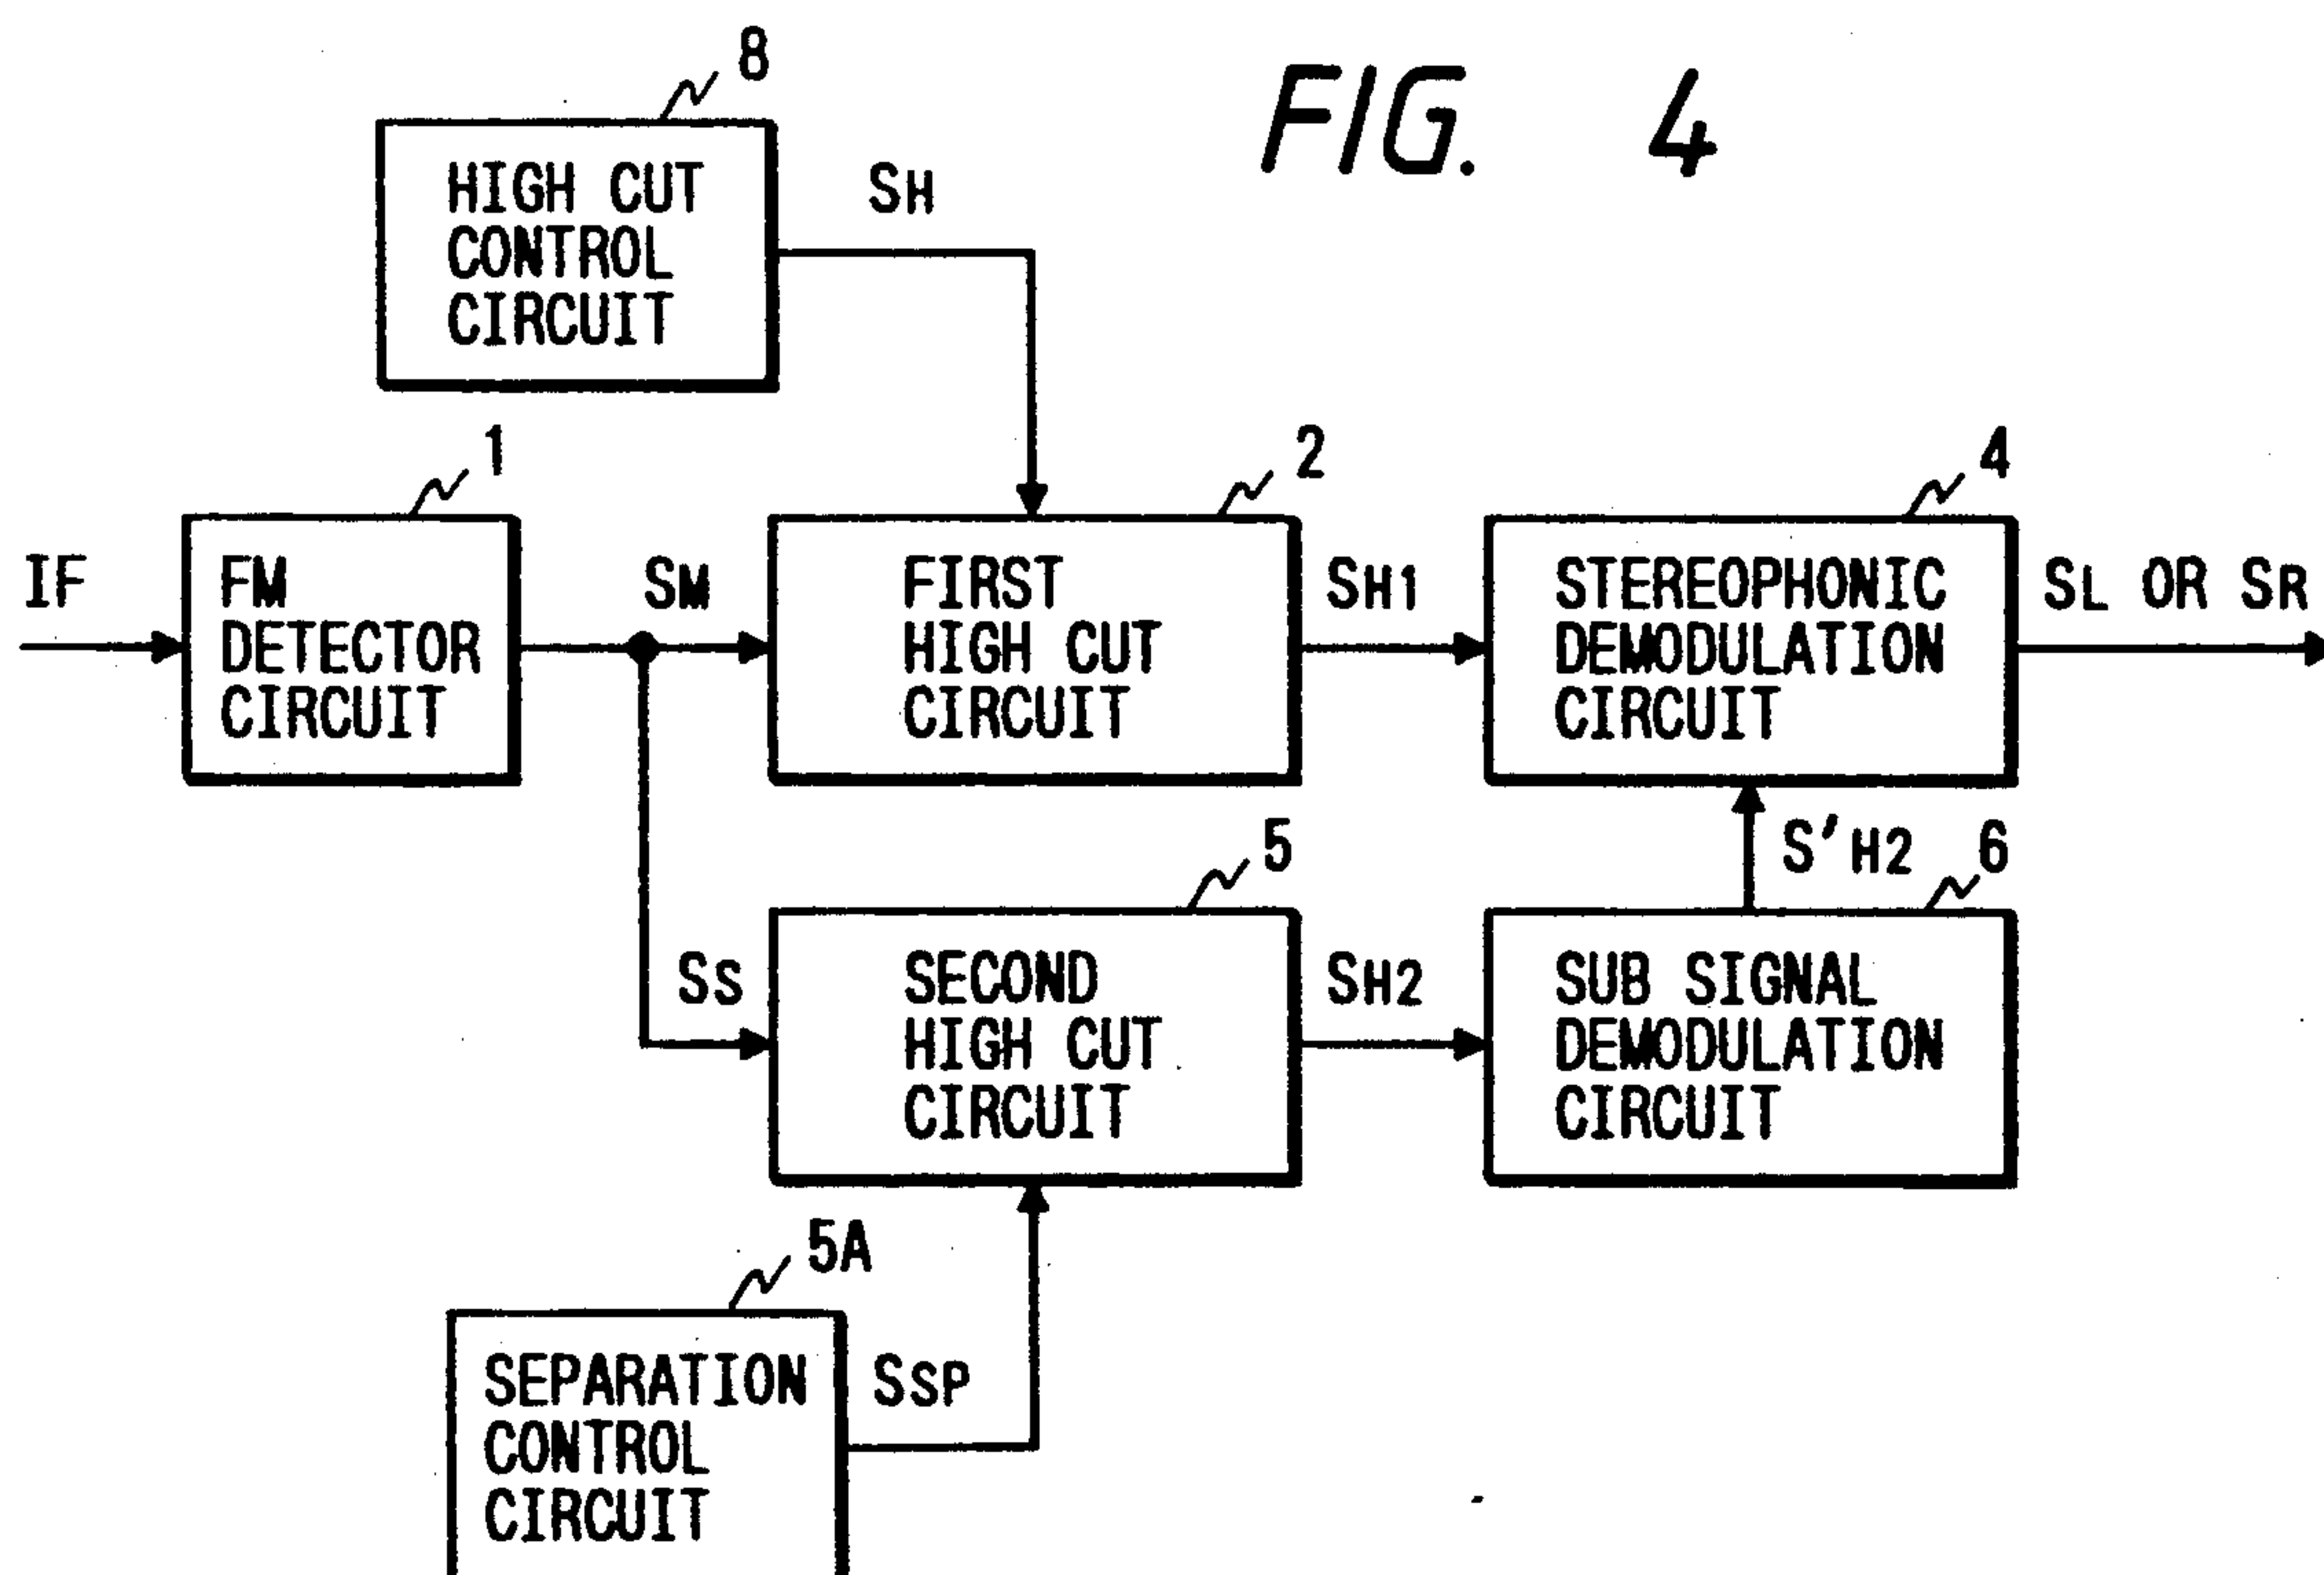 8
FIG. 4
HIGH CUT
CONTROL
CIRCUIT
SH
1
2
4
IF
FM
DETECTOR
CIRCUIT
SM
FIRST
HIGH CUT
CIRCUIT
SH1
STEREOPHONIC
DEMODULATION
CIRCUIT
SL OR SR
5
S'H2
6
SS
SECOND
HIGH CUT
CIRCUIT
SH2
SUB SIGNAL
DEMODULATION
CIRCUIT
5A
SEPARATION
CONTROL
CIRCUIT
SSP